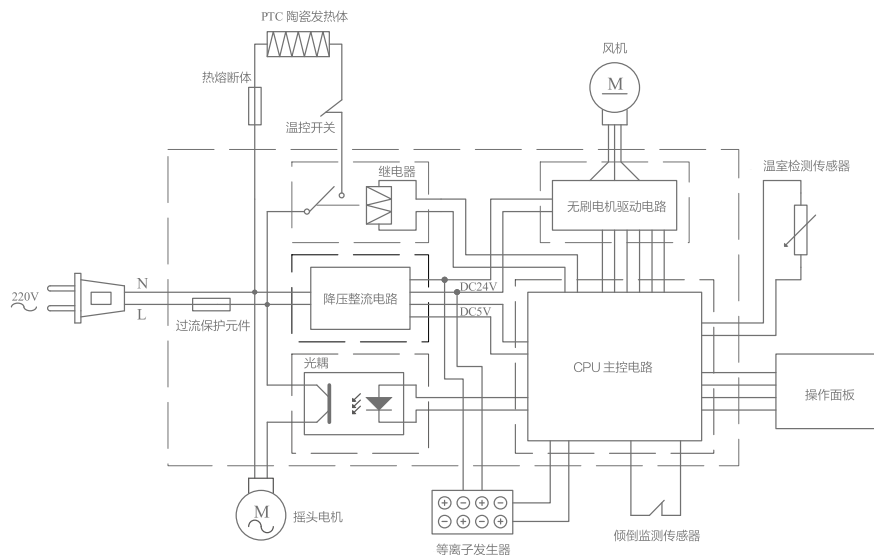 PTC 陶瓷发热体
风机
M
热熔断体
温控开关
继电器
温室检测传感器
无刷电机驱动电路
220V
N
L
过流保护元件
降压整流电路
DC24V
DC5V
CPU 主控电路
光耦
操作面板
M
摇头电机
等离子发生器
倾倒监测传感器